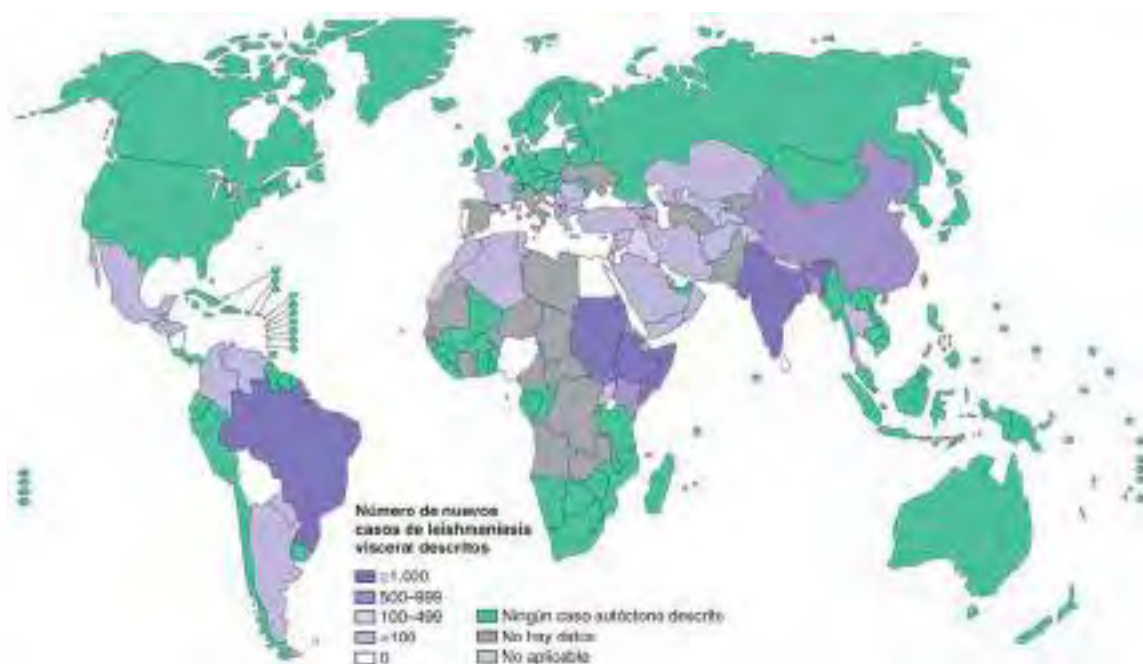 Número de nuevos
casos de leishmaniesis
visceral descritos
≥1.000
500–999
100–499
<100
0
Ningún caso autóctono descrito
No hay datos
No aplicable